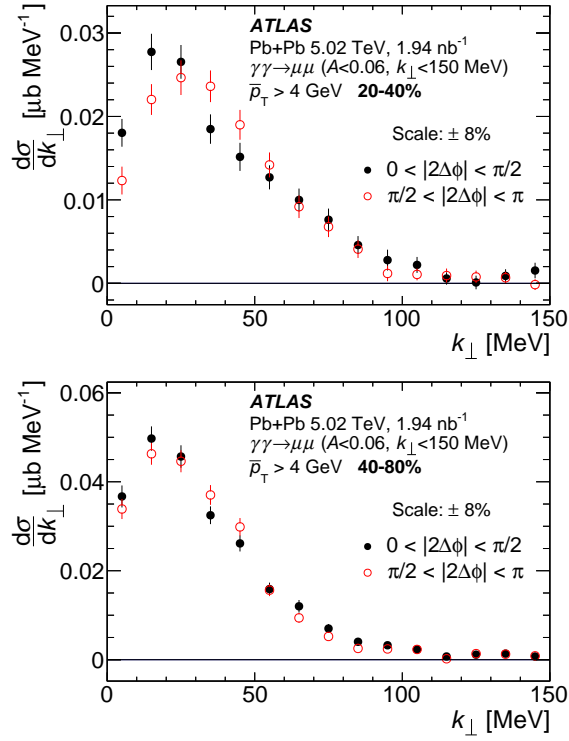 ATLAS
Pb+Pb 5.02 TeV, 1.94 nb⁻¹
γγ→μμ (A<0.06, k⊥<150 MeV)
p̅T > 4 GeV 20-40%
Scale: ± 8%
0 < |2Δϕ| < π/2
π/2 < |2Δϕ| < π
dσ/dk⊥ [μb MeV⁻¹]
0.03
0.02
0.01
0
0 50 100 150
k⊥ [MeV]
ATLAS
Pb+Pb 5.02 TeV, 1.94 nb⁻¹
γγ→μμ (A<0.06, k⊥<150 MeV)
p̅T > 4 GeV 40-80%
Scale: ± 8%
0 < |2Δϕ| < π/2
π/2 < |2Δϕ| < π
dσ/dk⊥ [μb MeV⁻¹]
0.06
0.04
0.02
0
0 50 100 150
k⊥ [MeV]